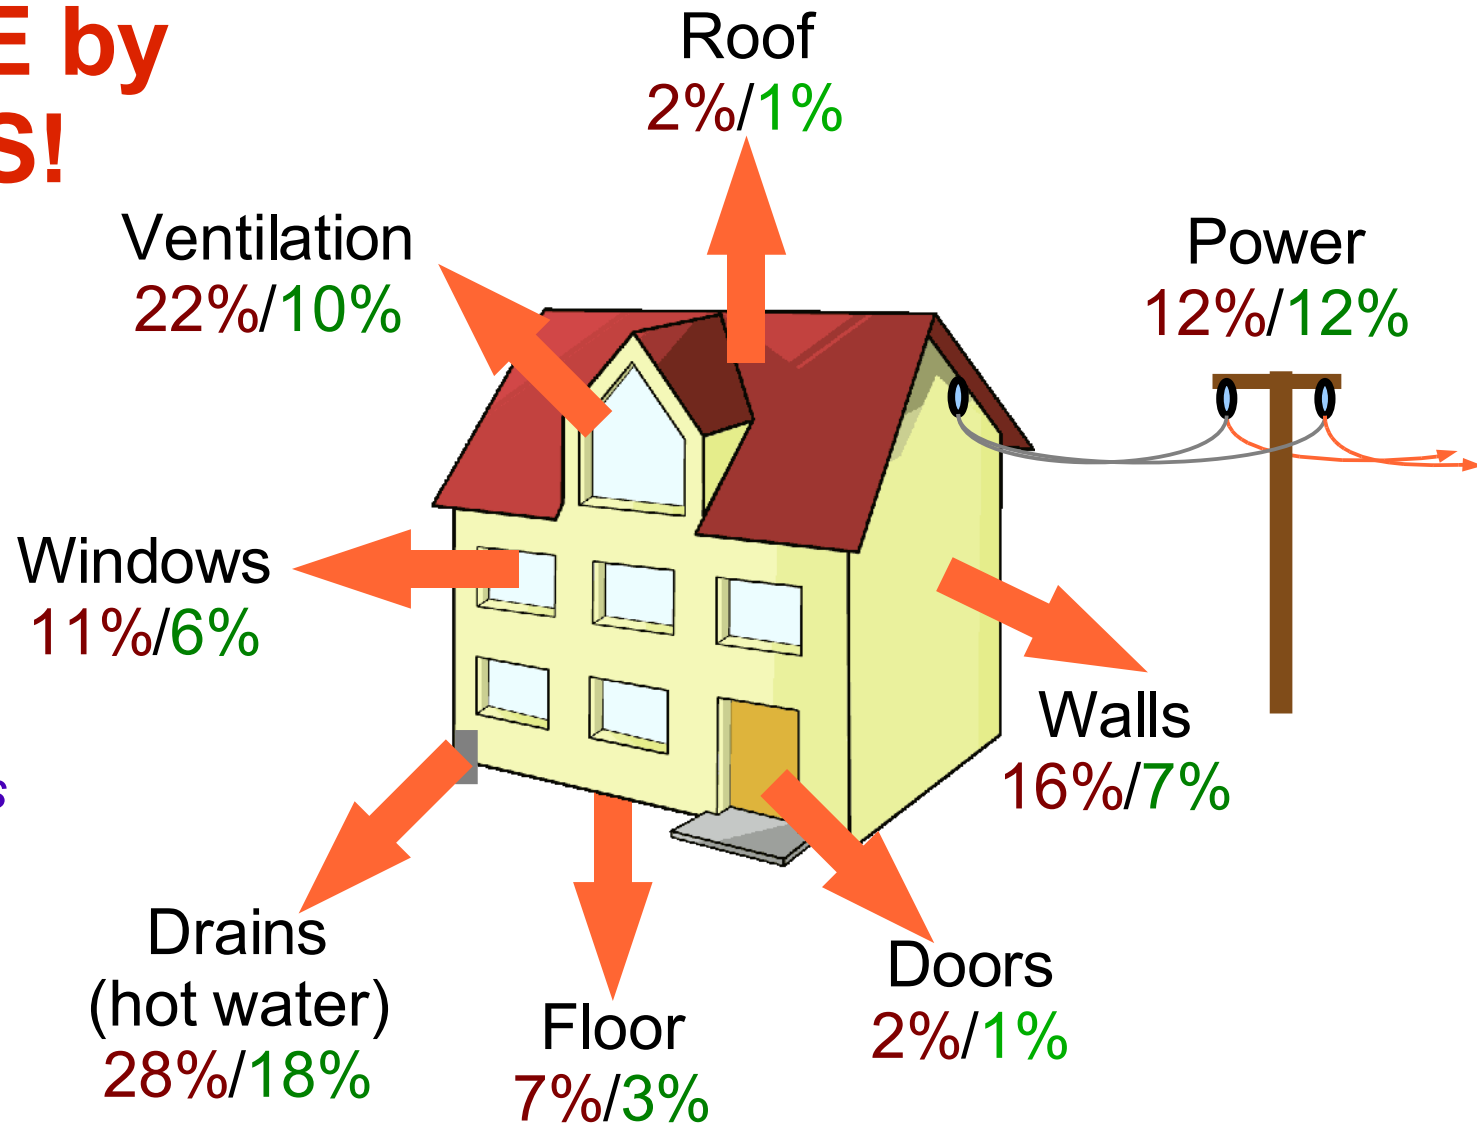 E by
S!
Roof
2%/1%
Ventilation
22%/10%
Power
12%/12%
Windows
11%/6%
Walls
16%/7%
s
Drains
(hot water)
28%/18%
Floor
7%/3%
Doors
2%/1%